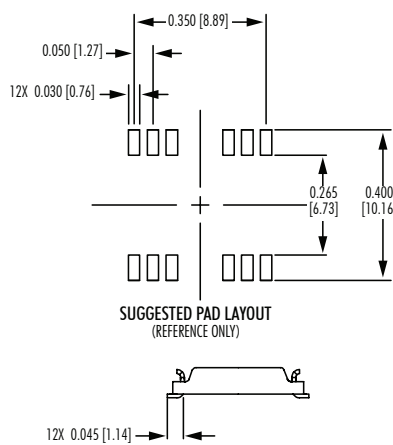 0.350 [8.89]
0.050 [1.27]
12X 0.030 [0.76]
0.265
[6.73]
0.400
[10.16
SUGGESTED PAD LAYOUT
(REFERENCE ONLY)
12X 0.045 [1.14]